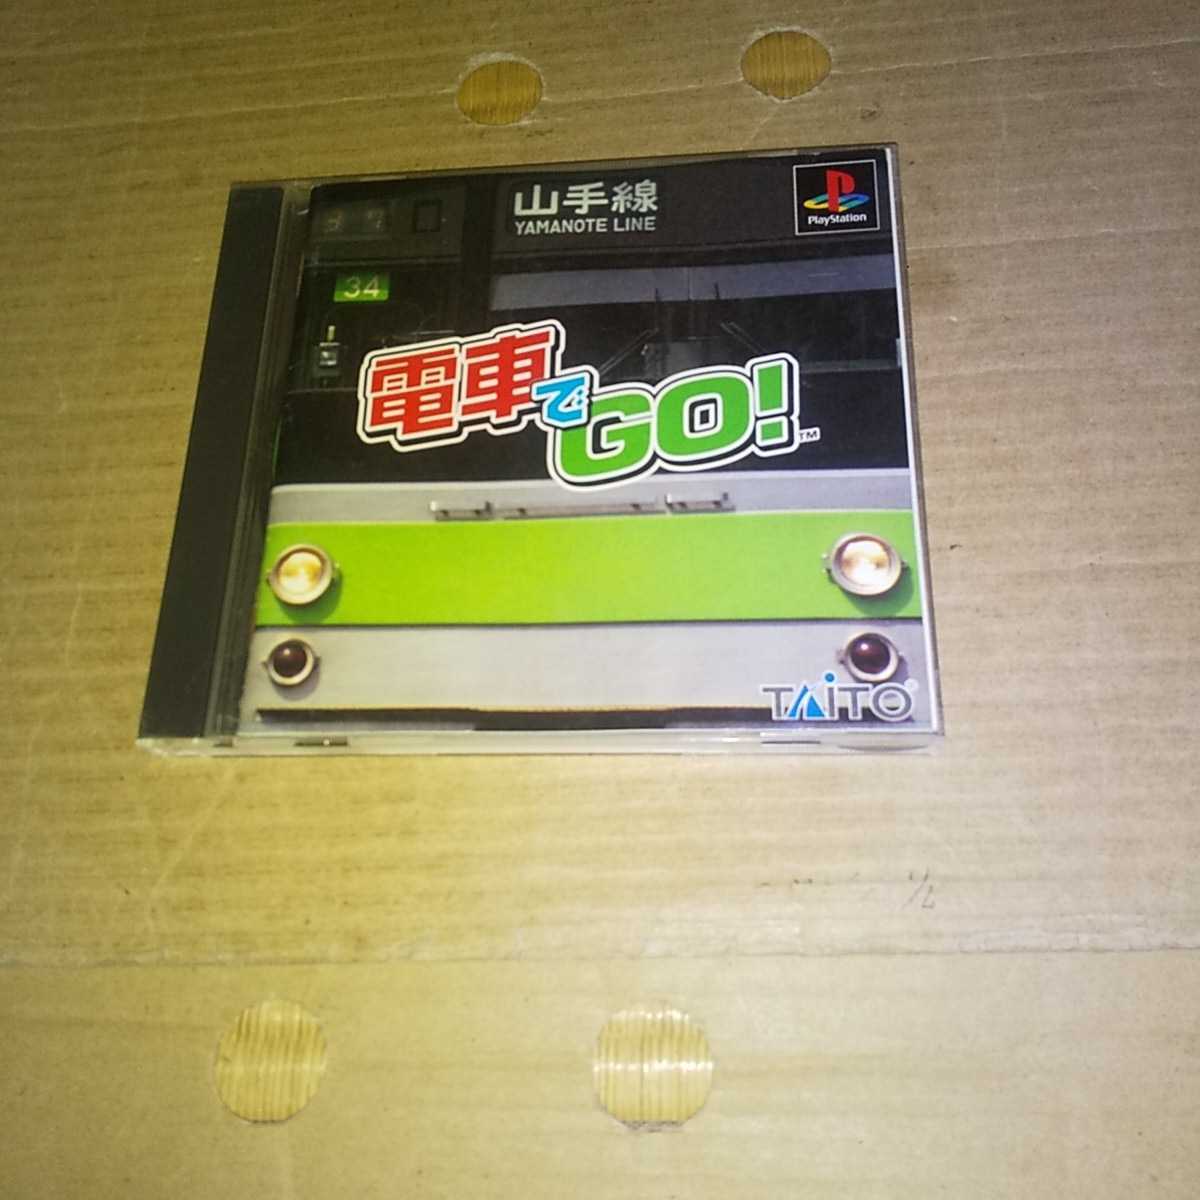 山手線
YAMANOTE LINE
PlayStation
34
電車でGO!™
TAITO®